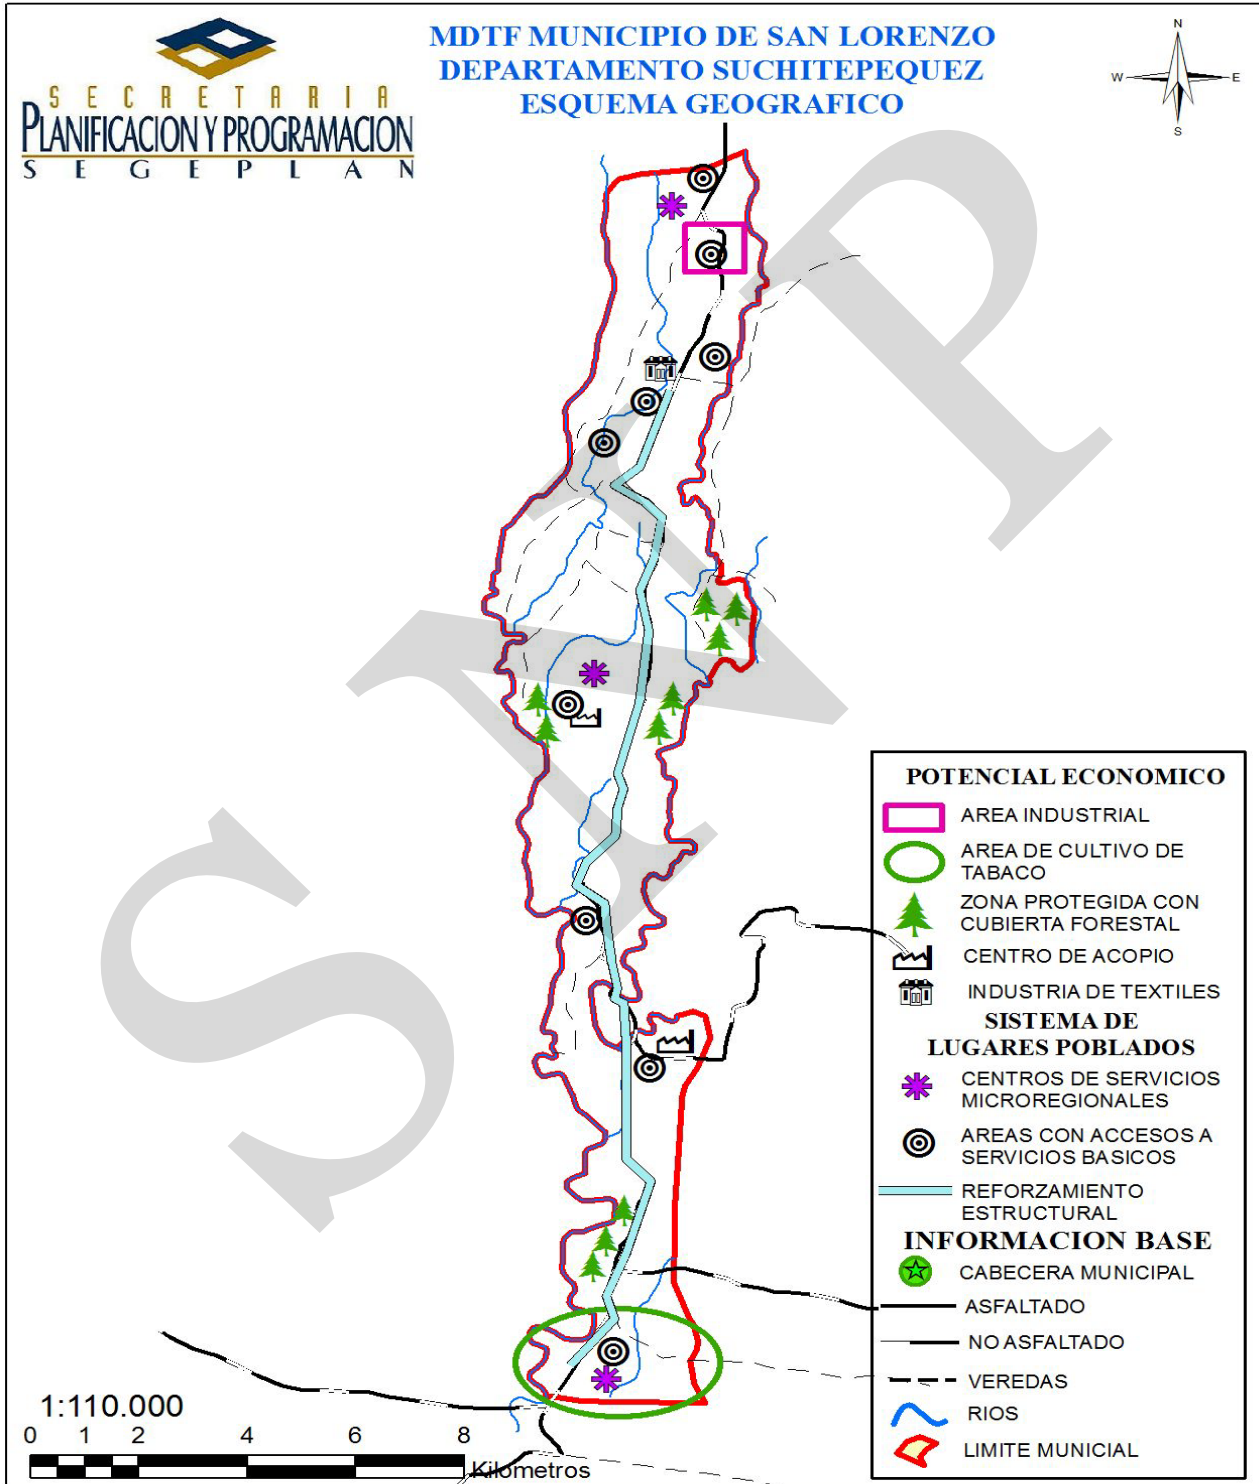 SECRETARIA
PLANIFICACION Y PROGRAMACION
SEGEPLAN
MDTF MUNICIPIO DE SAN LORENZO
DEPARTAMENTO SUCHITEPEQUEZ
ESQUEMA GEOGRAFICO
N
W E
S
SNP
POTENCIAL ECONOMICO
AREA INDUSTRIAL
AREA DE CULTIVO DE
TABACO
ZONA PROTEGIDA CON
CUBIERTA FORESTAL
CENTRO DE ACOPIO
INDUSTRIA DE TEXTILES
SISTEMA DE
LUGARES POBLADOS
CENTROS DE SERVICIOS
MICROREGIONALES
AREAS CON ACCESOS A
SERVICIOS BASICOS
REFORZAMIENTO
ESTRUCTURAL
INFORMACION BASE
CABECERA MUNICIPAL
ASFALTADO
NO ASFALTADO
VEREDAS
RIOS
LIMITE MUNICIAL
1:110.000
0 1 2 4 6 8
Kilometros